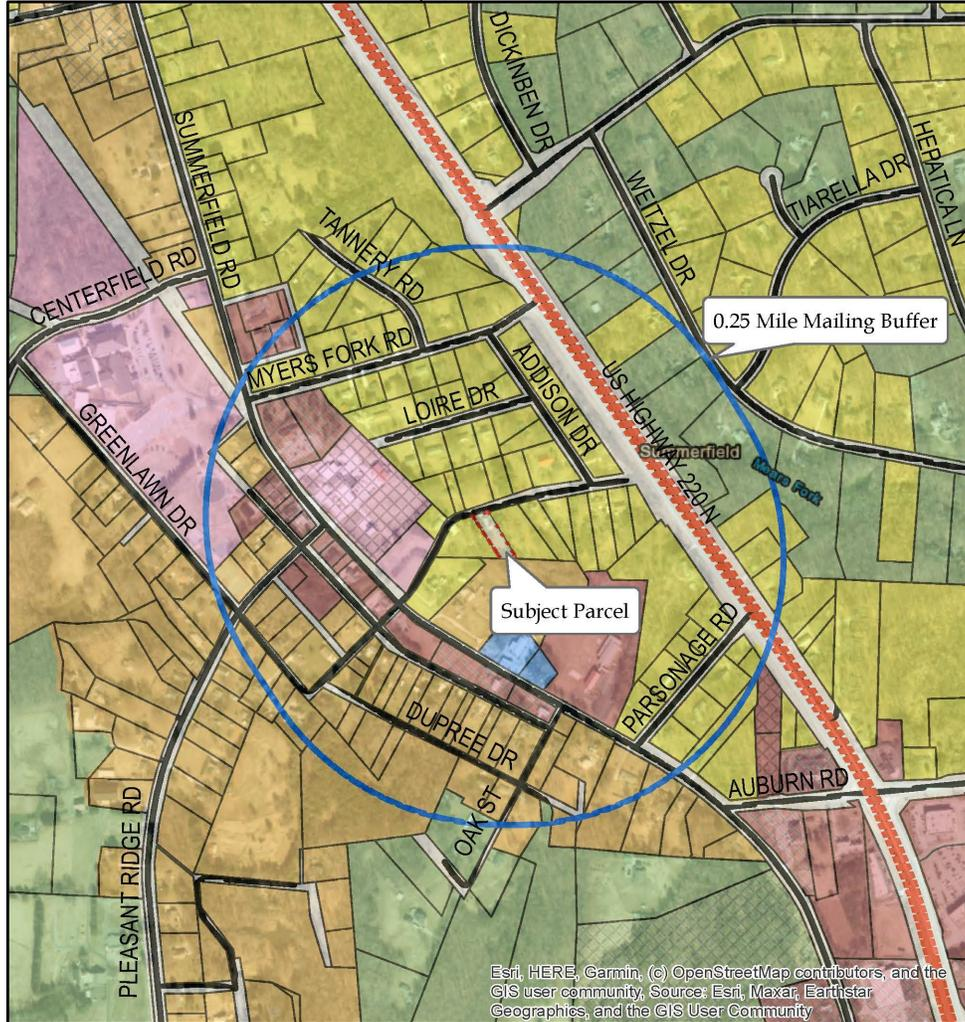 DICKINBEN DR
SUMMERFIELD RD
HEPATICA LN
TIARELLA DR
WEITZEL DR
TANNERY RD
CENTERFIELD RD
0.25 Mile Mailing Buffer
MYERS FORK RD
ADDISON DR
LOIRE DR
US HIGHWAY 220 N
GREENLAWN DR
Summerfield
Mears Fork
Subject Parcel
PARSONAGE RD
DUPREE DR
AUBURN RD
OAK ST
PLEASANT RIDGE RD
Esri, HERE, Garmin, (c) OpenStreetMap contributors, and the
GIS user community, Source: Esri, Maxar, Earthstar
Geographics, and the GIS User Community